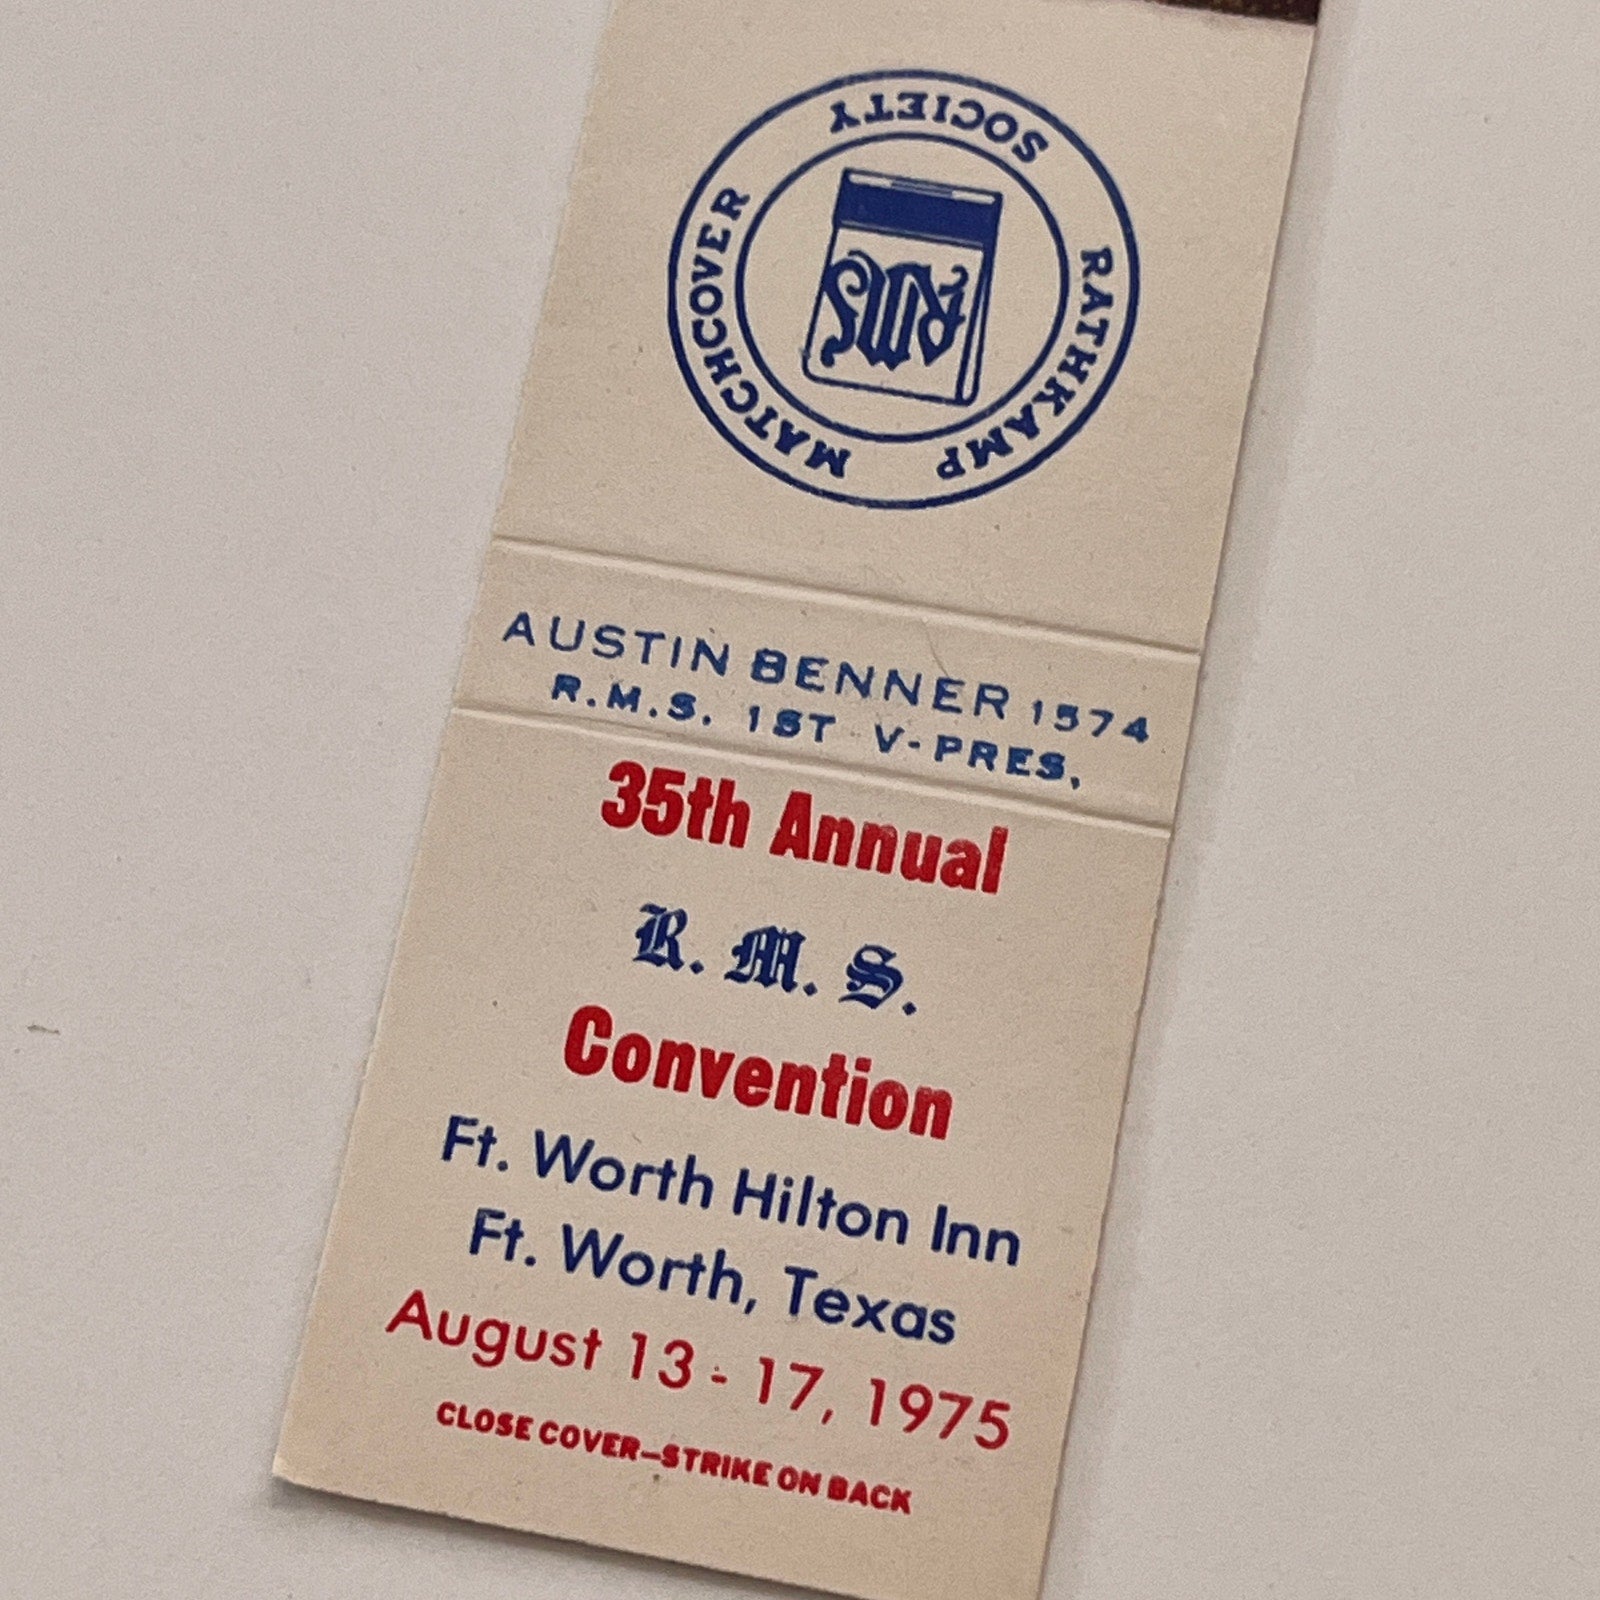 RATHKAMP MATCHCOVER SOCIETY
RMS
AUSTIN BENNER 1574
R.M.S. 1ST V-PRES.
35th Annual
R. M. S.
Convention
Ft. Worth Hilton Inn
Ft. Worth, Texas
August 13 - 17, 1975
CLOSE COVER—STRIKE ON BACK